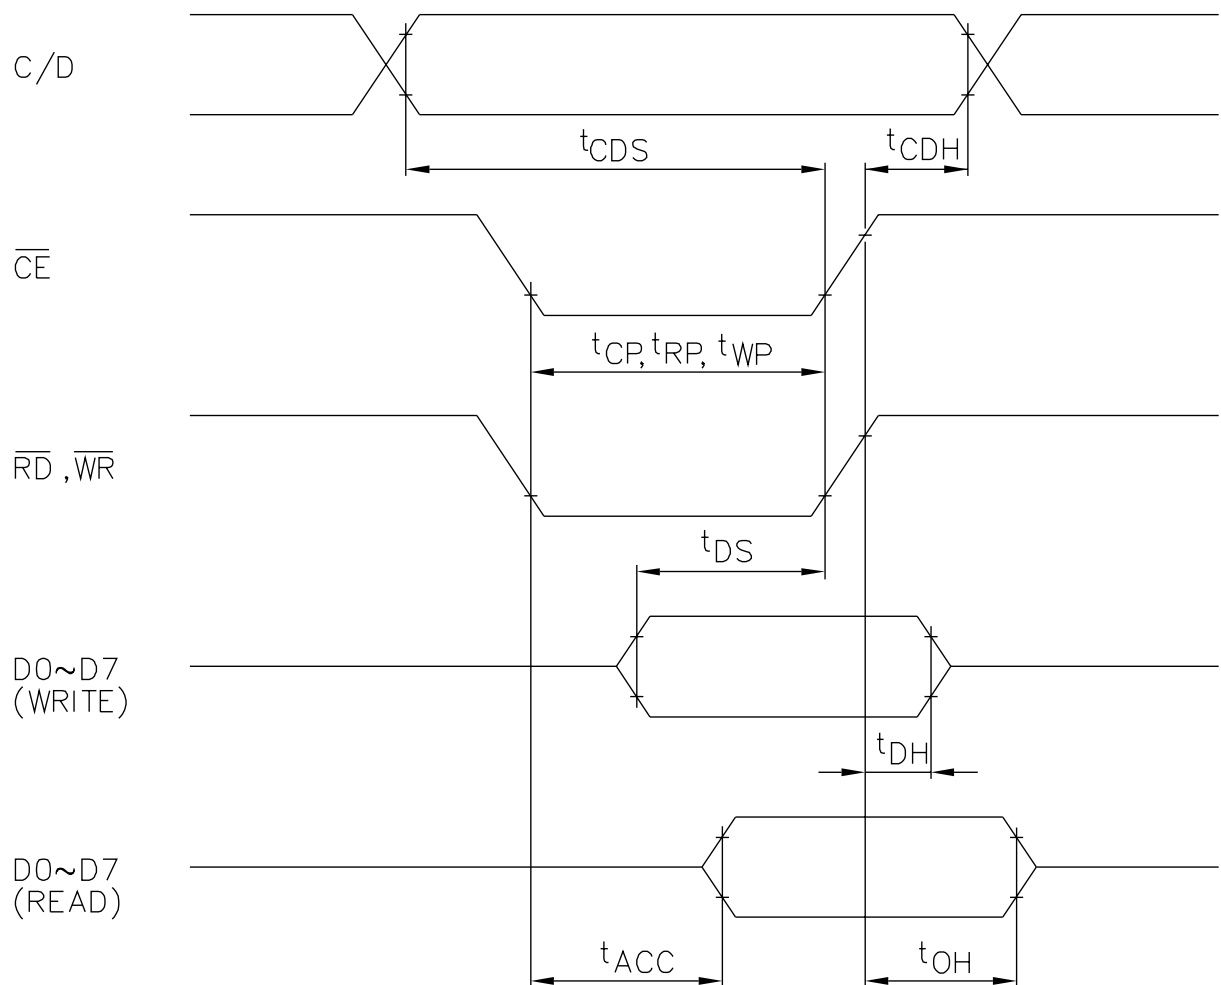 C/D
tCDS
tCDH
CE
tCP, tRP, tWP
RD ,WR
tDS
D0~D7
(WRITE)
tDH
D0~D7
(READ)
tACC
tOH